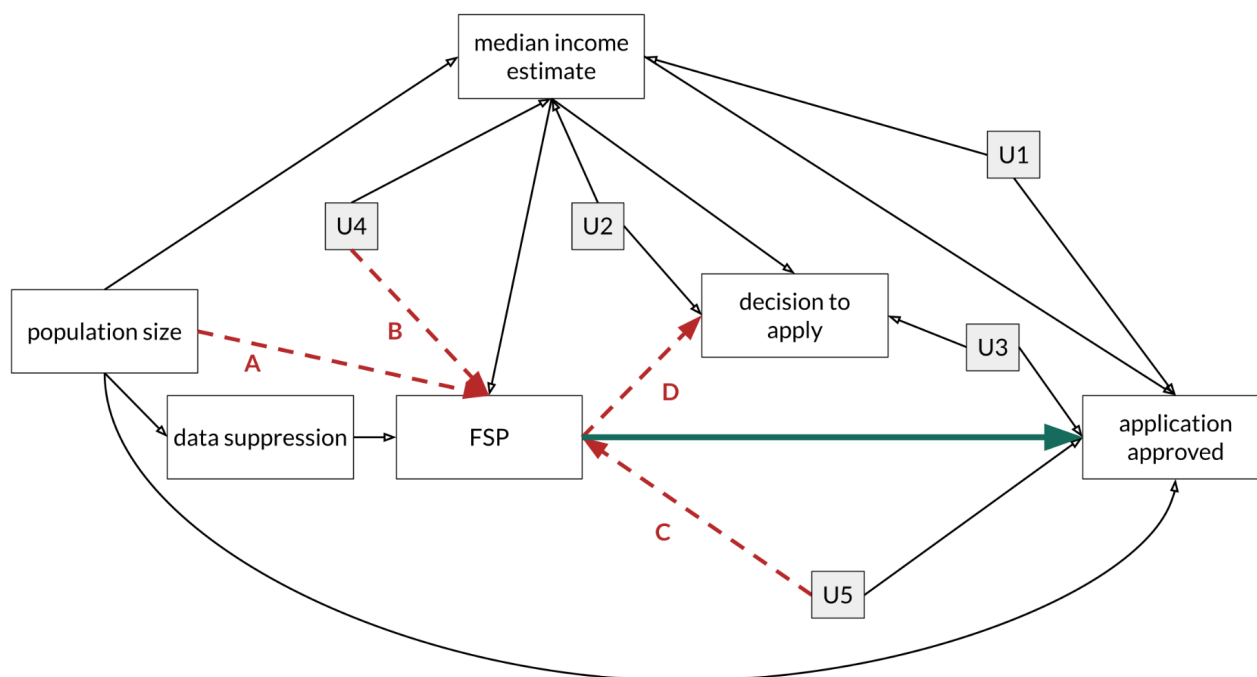 median income
estimate
U1
U4
U2
population size
decision to
apply
B
A
U3
D
data suppression
FSP
application
approved
C
U5